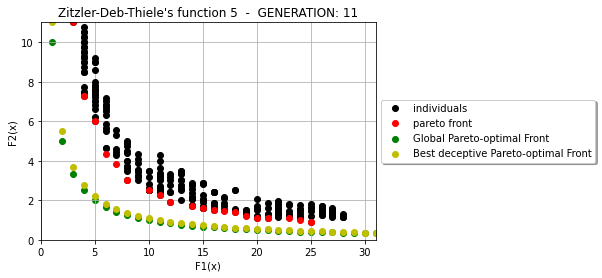 Zitzler-Deb-Thiele's function 5 - GENERATION: 11
10
8
6
4
2
0
F2(x)
0 5 10 15 20 25 30
F1(x)
individuals
pareto front
Global Pareto-optimal Front
Best deceptive Pareto-optimal Front